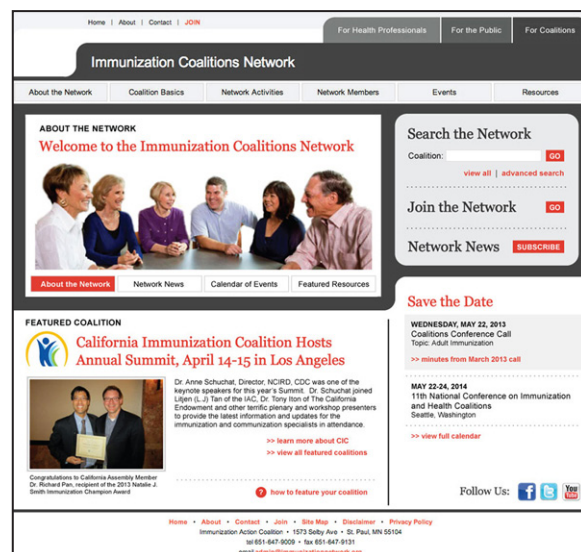 Home | About | Contact | JOIN
For Health Professionals
For the Public
For Coalitions
Immunization Coalitions Network
About the Network
Coalition Basics
Network Activities
Network Members
Events
Resources
ABOUT THE NETWORK
Welcome to the Immunization Coalitions Network
About the Network
Network News
Calendar of Events
Featured Resources
Search the Network
Coalition:
GO
view all | advanced search
Join the Network
GO
Network News
SUBSCRIBE
FEATURED COALITION
California Immunization Coalition Hosts
Annual Summit, April 14-15 in Los Angeles
Dr. Anne Schuchat, Director, NCIRD, CDC was one of the
keynote speakers for this year's Summit. Dr. Schuchat joined
Litjen (L.J) Tan of the IAC, Dr. Tony Iton of The California
Endowment and other terrific plenary and workshop presenters
to provide the latest information and updates for the
immunization and communication specialists in attendance.
>> learn more about CIC
>> view all featured coalitions
Congratulations to California Assembly Member
Dr. Richard Pan, recipient of the 2013 Natalie J.
Smith Immunization Champion Award
? how to feature your coalition
Save the Date
WEDNESDAY, MAY 22, 2013
Coalitions Conference Call
Topic: Adult Immunization
>> minutes from March 2013 call
MAY 22-24, 2014
11th National Conference on Immunization
and Health Coalitions
Seattle, Washington
>> view full calendar
Follow Us:
f
t
You Tube
Home • About • Contact • Join • Site Map • Disclaimer • Privacy Policy
Immunization Action Coalition • 1573 Selby Ave • St. Paul, MN 55104
tel 651-647-9009 • fax 651-647-9131